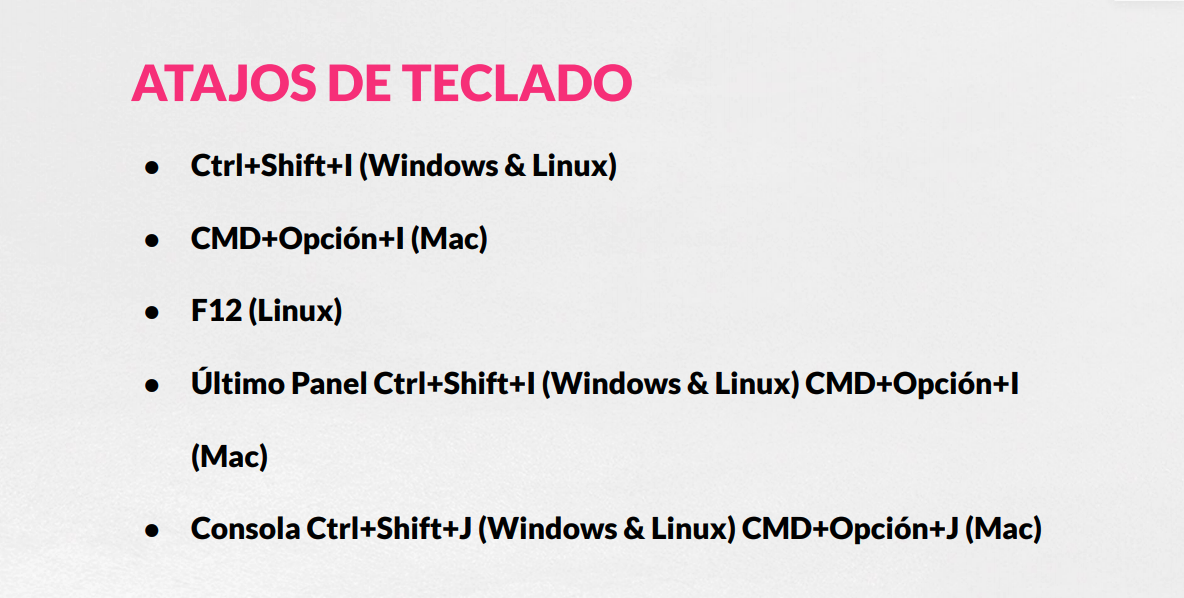 ATAJOS DE TECLADO
● Ctrl+Shift+I (Windows & Linux)
● CMD+Opción+I (Mac)
● F12 (Linux)
● Último Panel Ctrl+Shift+I (Windows & Linux) CMD+Opción+I
(Mac)
● Consola Ctrl+Shift+J (Windows & Linux) CMD+Opción+J (Mac)